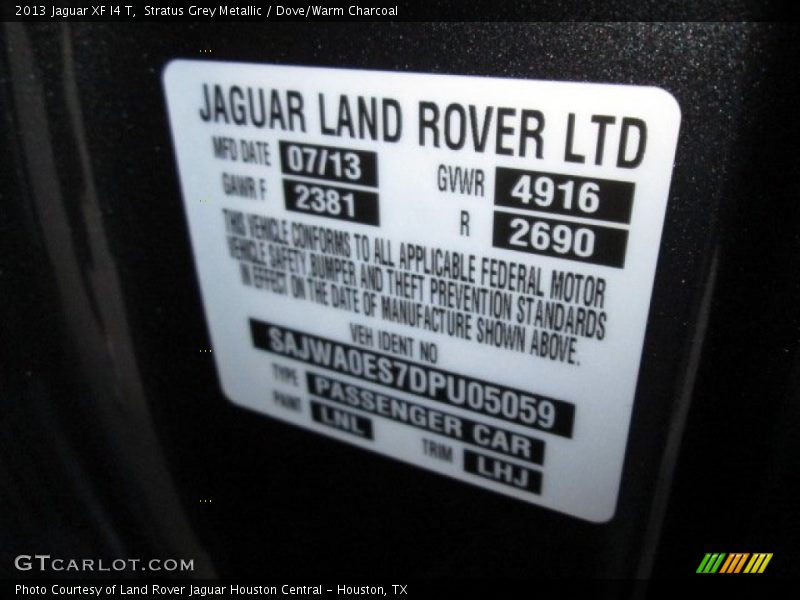 2013 Jaguar XF I4 T,  Stratus Grey Metallic / Dove/Warm Charcoal
JAGUAR LAND ROVER LTD
MFD DATE 07/13 GVWR 4916
GAWR F 2381 R 2690
THIS VEHICLE CONFORMS TO ALL APPLICABLE FEDERAL MOTOR
VEHICLE SAFETY, BUMPER AND THEFT PREVENTION STANDARDS
IN EFFECT ON THE DATE OF MANUFACTURE SHOWN ABOVE.
VEH IDENT NO
SAJWA0ES7DPU05059
TYPE PASSENGER CAR
PAINT LNL TRIM LHJ
GTCARLOT.COM
Photo Courtesy of Land Rover Jaguar Houston Central - Houston, TX